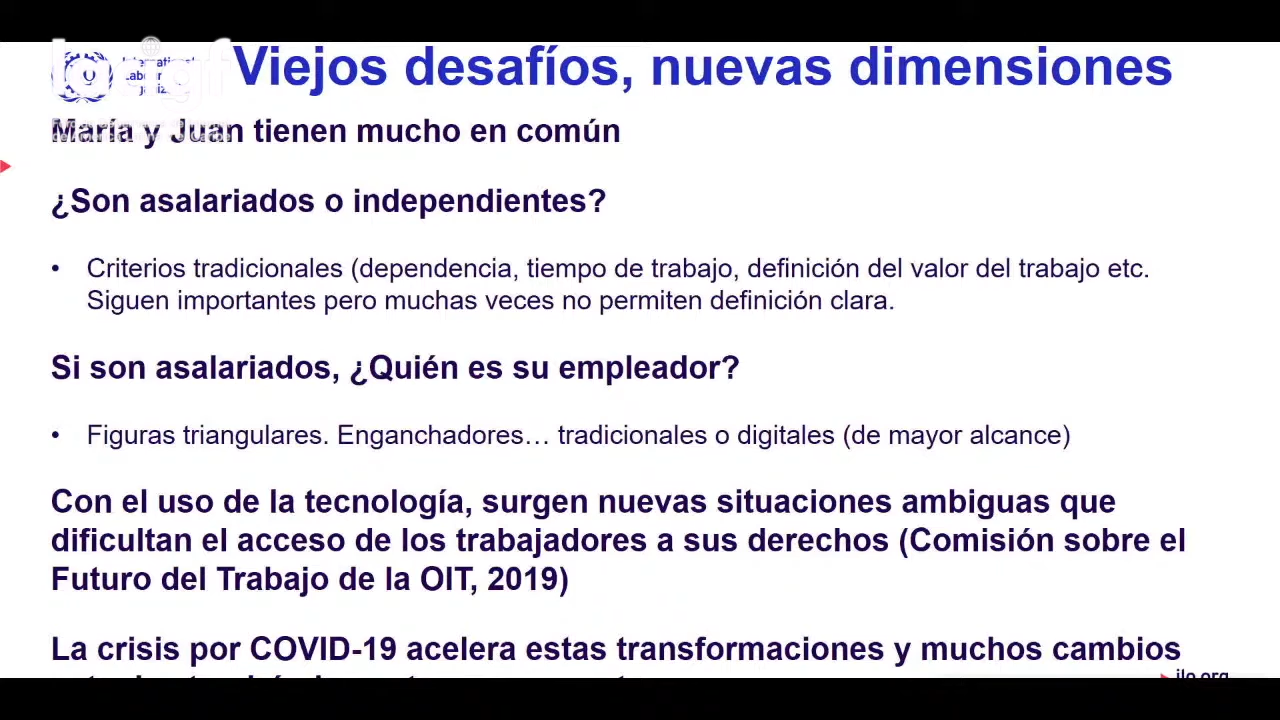 Viejos desafíos, nuevas dimensiones
María y Juan tienen mucho en común
¿Son asalariados o independientes?
• Criterios tradicionales (dependencia, tiempo de trabajo, definición del valor del trabajo etc.
Siguen importantes pero muchas veces no permiten definición clara.
Si son asalariados, ¿Quién es su empleador?
• Figuras triangulares. Enganchadores… tradicionales o digitales (de mayor alcance)
Con el uso de la tecnología, surgen nuevas situaciones ambiguas que
dificultan el acceso de los trabajadores a sus derechos (Comisión sobre el
Futuro del Trabajo de la OIT, 2019)
La crisis por COVID-19 acelera estas transformaciones y muchos cambios
ilo.org